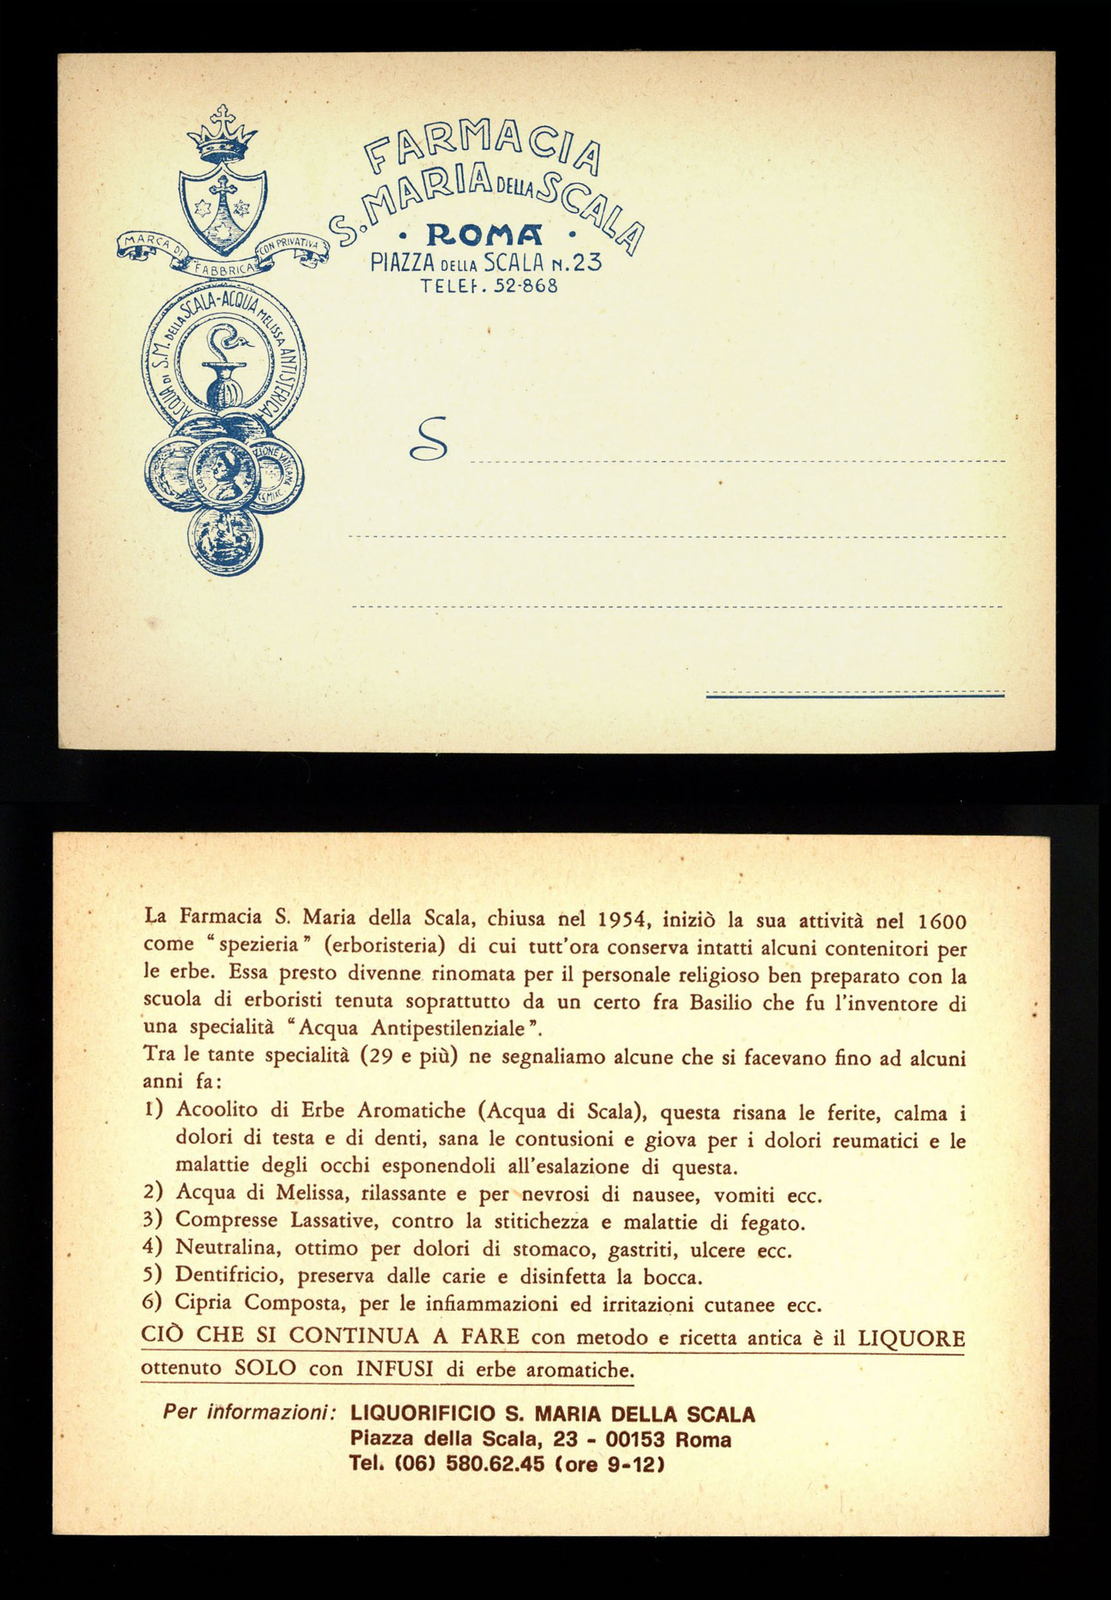 FARMACIA
S. MARIA DELLA SCALA
• ROMA •
PIAZZA DELLA SCALA N. 23
TELEF. 52-868
MARCA DI FABBRICA CON PRIVATIVA
ACQUA DI S.M. DELLA SCALA-ACQUA MELISSA ANTISTERICA
LEO
ZIONE VATICANA
S
La Farmacia S. Maria della Scala, chiusa nel 1954, iniziò la sua attività nel 1600
come “spezieria” (erboristeria) di cui tutt'ora conserva intatti alcuni contenitori per
le erbe. Essa presto divenne rinomata per il personale religioso ben preparato con la
scuola di erboristi tenuta soprattutto da un certo fra Basilio che fu l'inventore di
una specialità “Acqua Antipestilenziale”.
Tra le tante specialità (29 e più) ne segnaliamo alcune che si facevano fino ad alcuni
anni fa:
1) Acoolito di Erbe Aromatiche (Acqua di Scala), questa risana le ferite, calma i
dolori di testa e di denti, sana le contusioni e giova per i dolori reumatici e le
malattie degli occhi esponendoli all'esalazione di questa.
2) Acqua di Melissa, rilassante e per nevrosi di nausee, vomiti ecc.
3) Compresse Lassative, contro la stitichezza e malattie di fegato.
4) Neutralina, ottimo per dolori di stomaco, gastriti, ulcere ecc.
5) Dentifricio, preserva dalle carie e disinfetta la bocca.
6) Cipria Composta, per le infiammazioni ed irritazioni cutanee ecc.
CIÒ CHE SI CONTINUA A FARE con metodo e ricetta antica è il LIQUORE
ottenuto SOLO con INFUSI di erbe aromatiche.
Per informazioni: LIQUORIFICIO S. MARIA DELLA SCALA
Piazza della Scala, 23 - 00153 Roma
Tel. (06) 580.62.45 (ore 9-12)